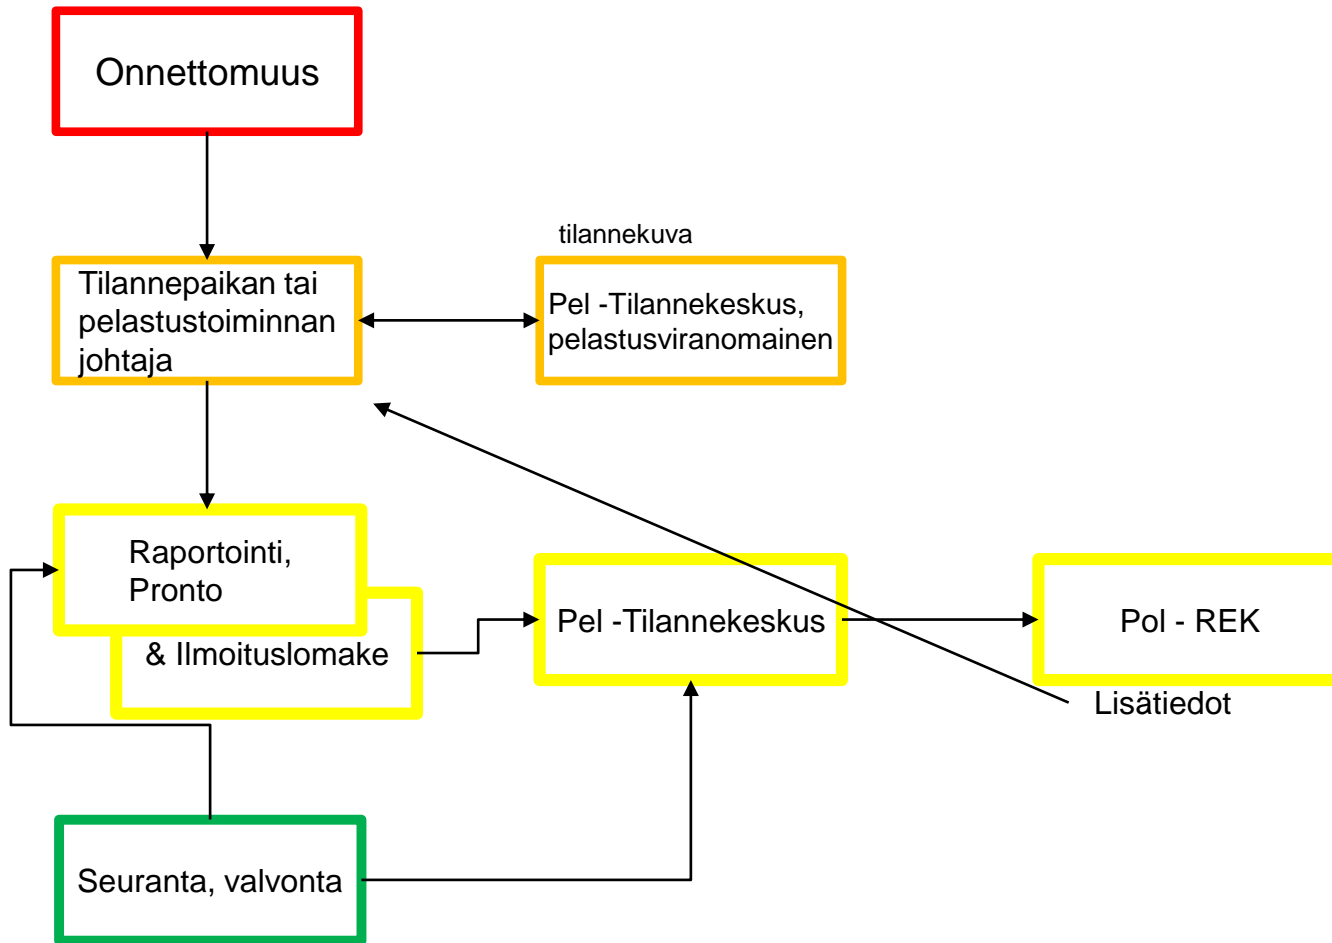 Onnettomuus
tilannekuva
Tilannepaikan tai
pelastustoiminnan
johtaja
Pel -Tilannekeskus,
pelastusviranomainen
Raportointi,
Pronto
& Ilmoituslomake
Pel -Tilannekeskus
Pol - REK
Lisätiedot
Seuranta, valvonta